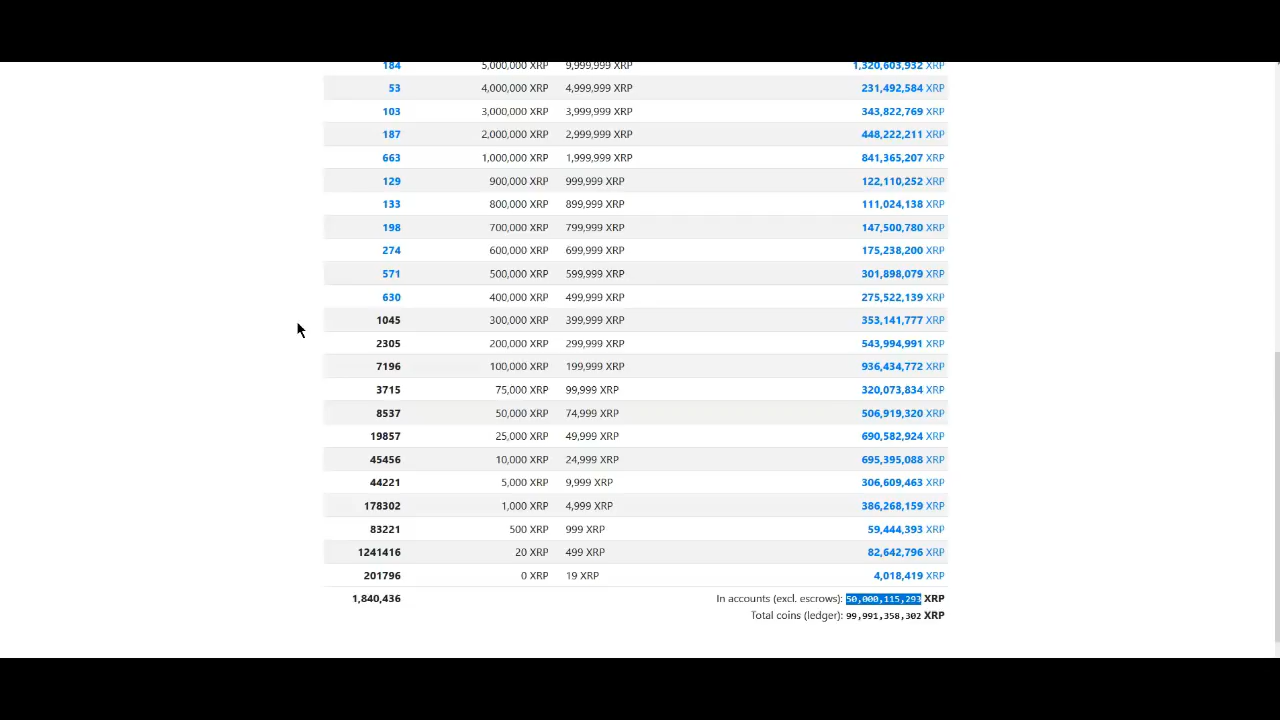 184 5,000,000 XRP 9,999,999 XRP 1,320,603,932 XRP
53 4,000,000 XRP 4,999,999 XRP 231,492,584 XRP
103 3,000,000 XRP 3,999,999 XRP 343,822,769 XRP
187 2,000,000 XRP 2,999,999 XRP 448,222,211 XRP
663 1,000,000 XRP 1,999,999 XRP 841,365,207 XRP
129 900,000 XRP 999,999 XRP 122,110,252 XRP
133 800,000 XRP 899,999 XRP 111,024,138 XRP
198 700,000 XRP 799,999 XRP 147,500,780 XRP
274 600,000 XRP 699,999 XRP 175,238,200 XRP
571 500,000 XRP 599,999 XRP 301,898,079 XRP
630 400,000 XRP 499,999 XRP 275,522,139 XRP
1045 300,000 XRP 399,999 XRP 353,141,777 XRP
2305 200,000 XRP 299,999 XRP 543,994,991 XRP
7196 100,000 XRP 199,999 XRP 936,434,772 XRP
3715 75,000 XRP 99,999 XRP 320,073,834 XRP
8537 50,000 XRP 74,999 XRP 506,919,320 XRP
19857 25,000 XRP 49,999 XRP 690,582,924 XRP
45456 10,000 XRP 24,999 XRP 695,395,088 XRP
44221 5,000 XRP 9,999 XRP 306,609,463 XRP
178302 1,000 XRP 4,999 XRP 386,268,159 XRP
83221 500 XRP 999 XRP 59,444,393 XRP
1241416 20 XRP 499 XRP 82,642,796 XRP
201796 0 XRP 19 XRP 4,018,419 XRP
1,840,436 In accounts (excl. escrows): 50,000,115,293 XRP
Total coins (ledger): 99,991,358,302 XRP